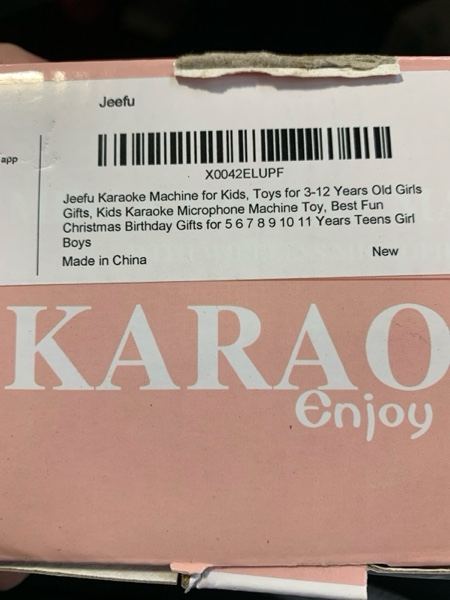 Jeefu
app
X0042ELUPF
Jeefu Karaoke Machine for Kids, Toys for 3-12 Years Old Girls
Gifts, Kids Karaoke Microphone Machine Toy, Best Fun
Christmas Birthday Gifts for 5 6 7 8 9 10 11 Years Teens Girl
Boys
New
Made in China
KARAO
Enjoy